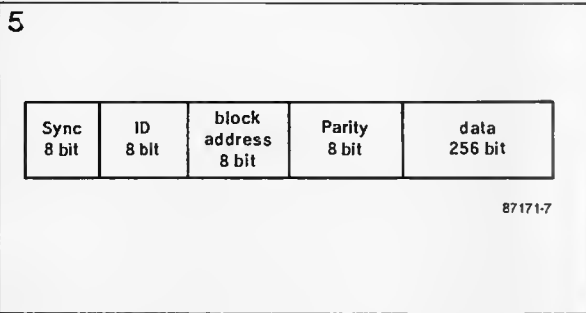 5
Sync
8 bit
ID
8 bit
block
address
8 bit
Parity
8 bit
data
256 bit
87171-7